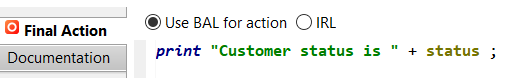 Use BAL for action IRL
Final Action
print "Customer status is " + status ;
Documentation